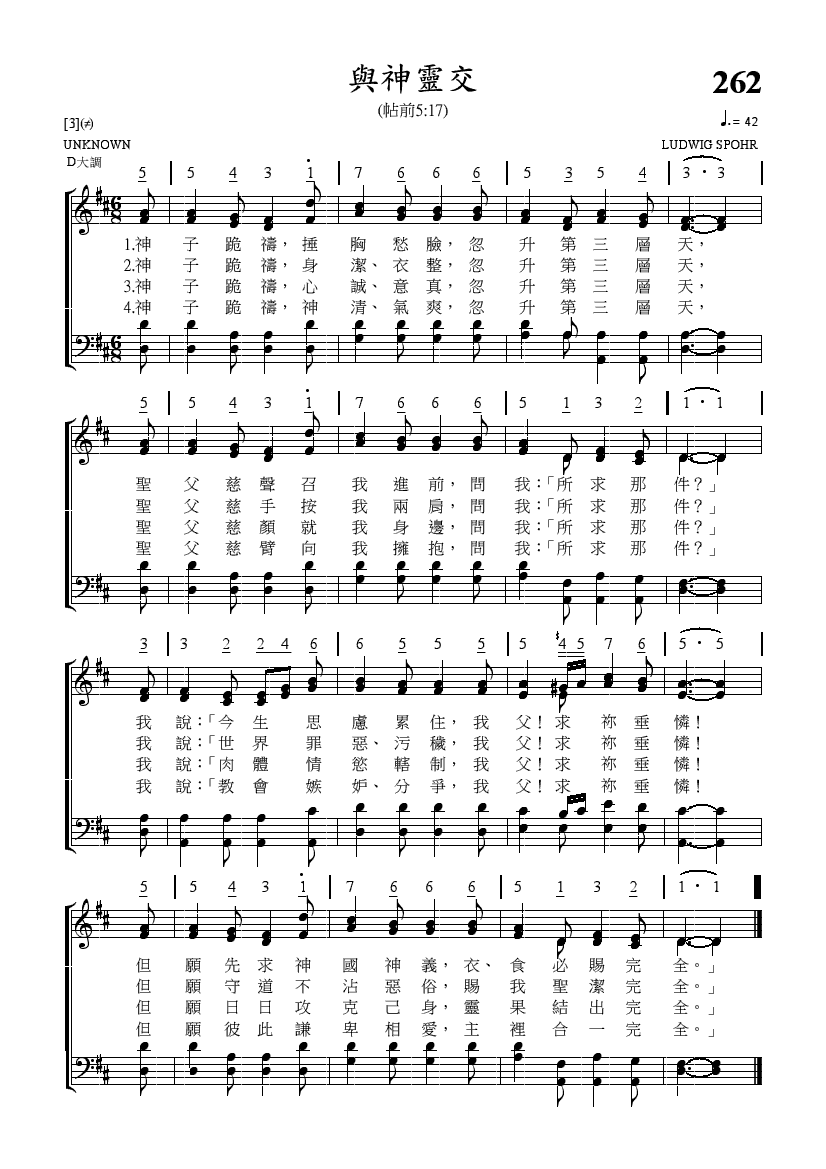 與神靈交
262
(帖前5:17)
[3](≠)
♩. = 42
UNKNOWN
LUDWIG SPOHR
D大調
5 | 5 4 3 1̇ | 7 6 6 6 | 5 3 5 4 | 3 · 3 |
1.神 子 跪 禱，捶 胸 愁 臉，忽 升 第 三 層 天，
2.神 子 跪 禱，身 潔、衣 整，忽 升 第 三 層 天，
3.神 子 跪 禱，心 誠、意 真，忽 升 第 三 層 天，
4.神 子 跪 禱，神 清、氣 爽，忽 升 第 三 層 天，
5 | 5 4 3 1̇ | 7 6 6 6 | 5 1 3 2 | 1 · 1 |
聖 父 慈 聲 召 我 進 前，問 我：「所 求 那 件？」
聖 父 慈 手 按 我 兩 肩，問 我：「所 求 那 件？」
聖 父 慈 顏 就 我 身 邊，問 我：「所 求 那 件？」
聖 父 慈 臂 向 我 擁 抱，問 我：「所 求 那 件？」
3 | 3 2 2 4 6 | 6 5 5 5 | 5 #4 5 7 6 | 5 · 5 |
我 說：「今 生 思 慮 累 住，我 父！求 祢 垂 憐！
我 說：「世 界 罪 惡、污 穢，我 父！求 祢 垂 憐！
我 說：「肉 體 情 慾 轄 制，我 父！求 祢 垂 憐！
我 說：「教 會 嫉 妒、分 爭，我 父！求 祢 垂 憐！
5 | 5 4 3 1̇ | 7 6 6 6 | 5 1 3 2 | 1 · 1
但 願 先 求 神 國 神 義，衣、食 必 賜 完 全。」
但 願 守 道 不 沾 惡 俗，賜 我 聖 潔 完 全。」
但 願 日 日 攻 克 己 身，靈 果 結 出 完 全。」
但 願 彼 此 謙 卑 相 愛，主 裡 合 一 完 全。」